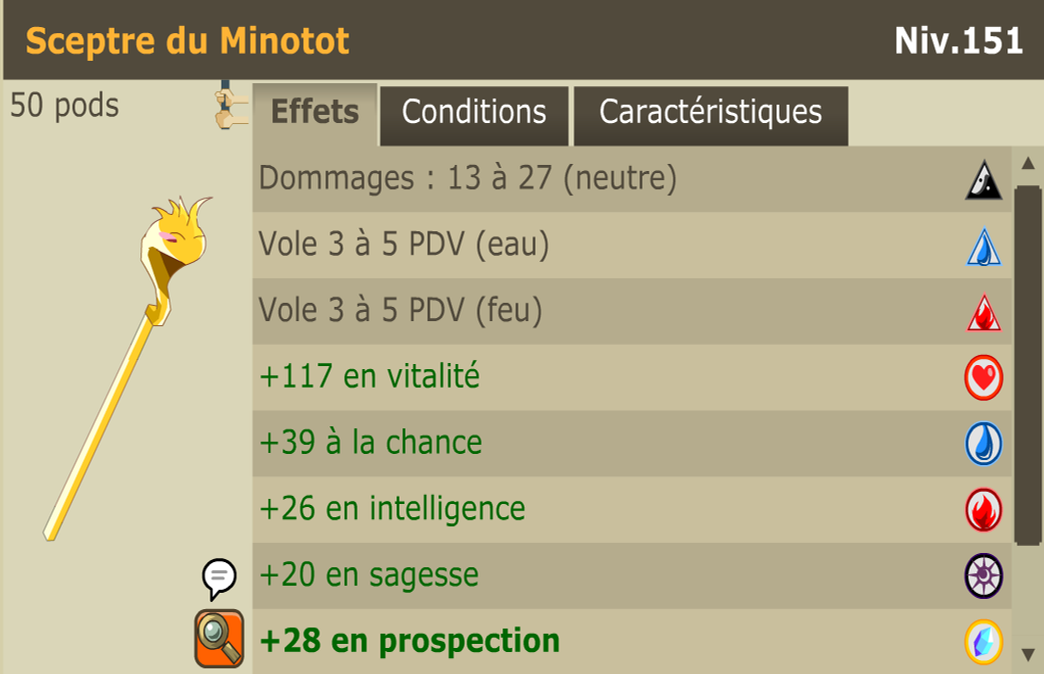 Sceptre du Minotot
Niv.151
50 pods
Effets
Conditions
Caractéristiques
Dommages : 13 à 27 (neutre)
Vole 3 à 5 PDV (eau)
Vole 3 à 5 PDV (feu)
+117 en vitalité
+39 à la chance
+26 en intelligence
+20 en sagesse
+28 en prospection